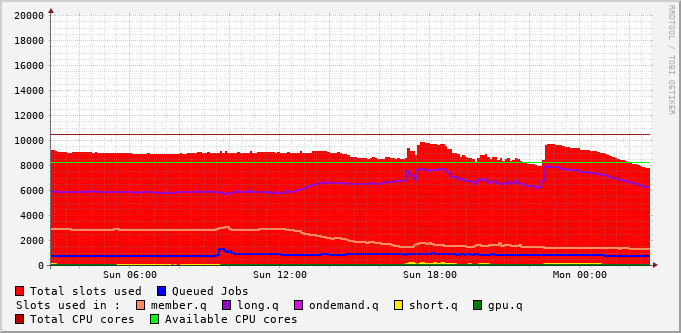 20000
18000
16000
14000
12000
10000
8000
6000
4000
2000
0
Sun 06:00 Sun 12:00 Sun 18:00 Mon 00:00
RRDTOOL / TOBI OETIKER
Total slots used Queued Jobs
Slots used in : member.q long.q ondemand.q short.q gpu.q
Total CPU cores Available CPU cores